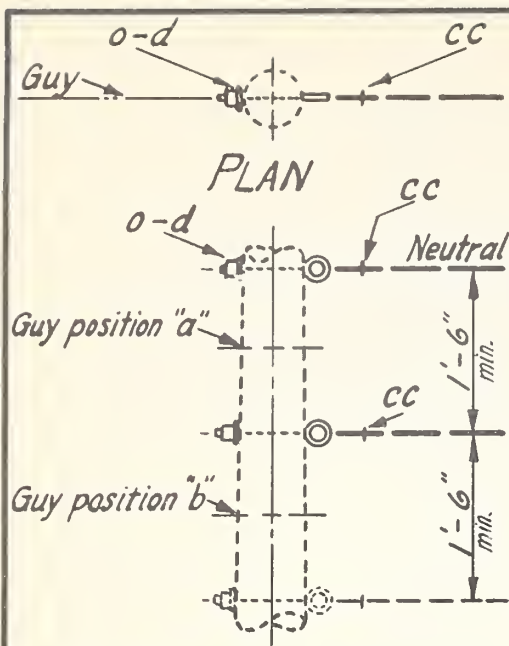 o-d
cc
Guy
PLAN
cc
o-d
Neutral
Guy position "a"
1'-6"
min.
cc
Guy position "b"
1'-6"
min.